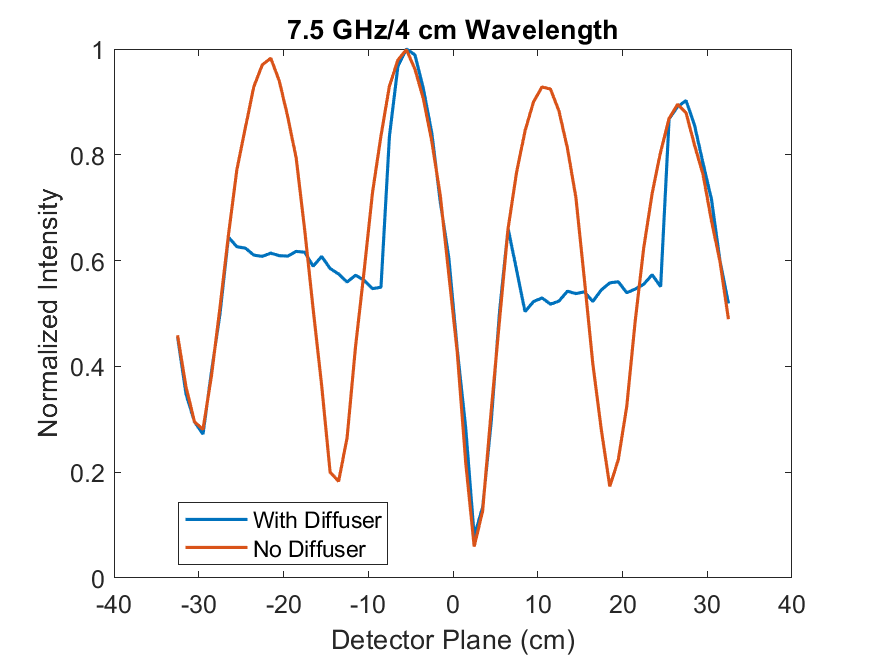 7.5 GHz/4 cm Wavelength
1
0.8
0.6
0.4
0.2
0
Normalized Intensity
With Diffuser
No Diffuser
-40 -30 -20 -10 0 10 20 30 40
Detector Plane (cm)